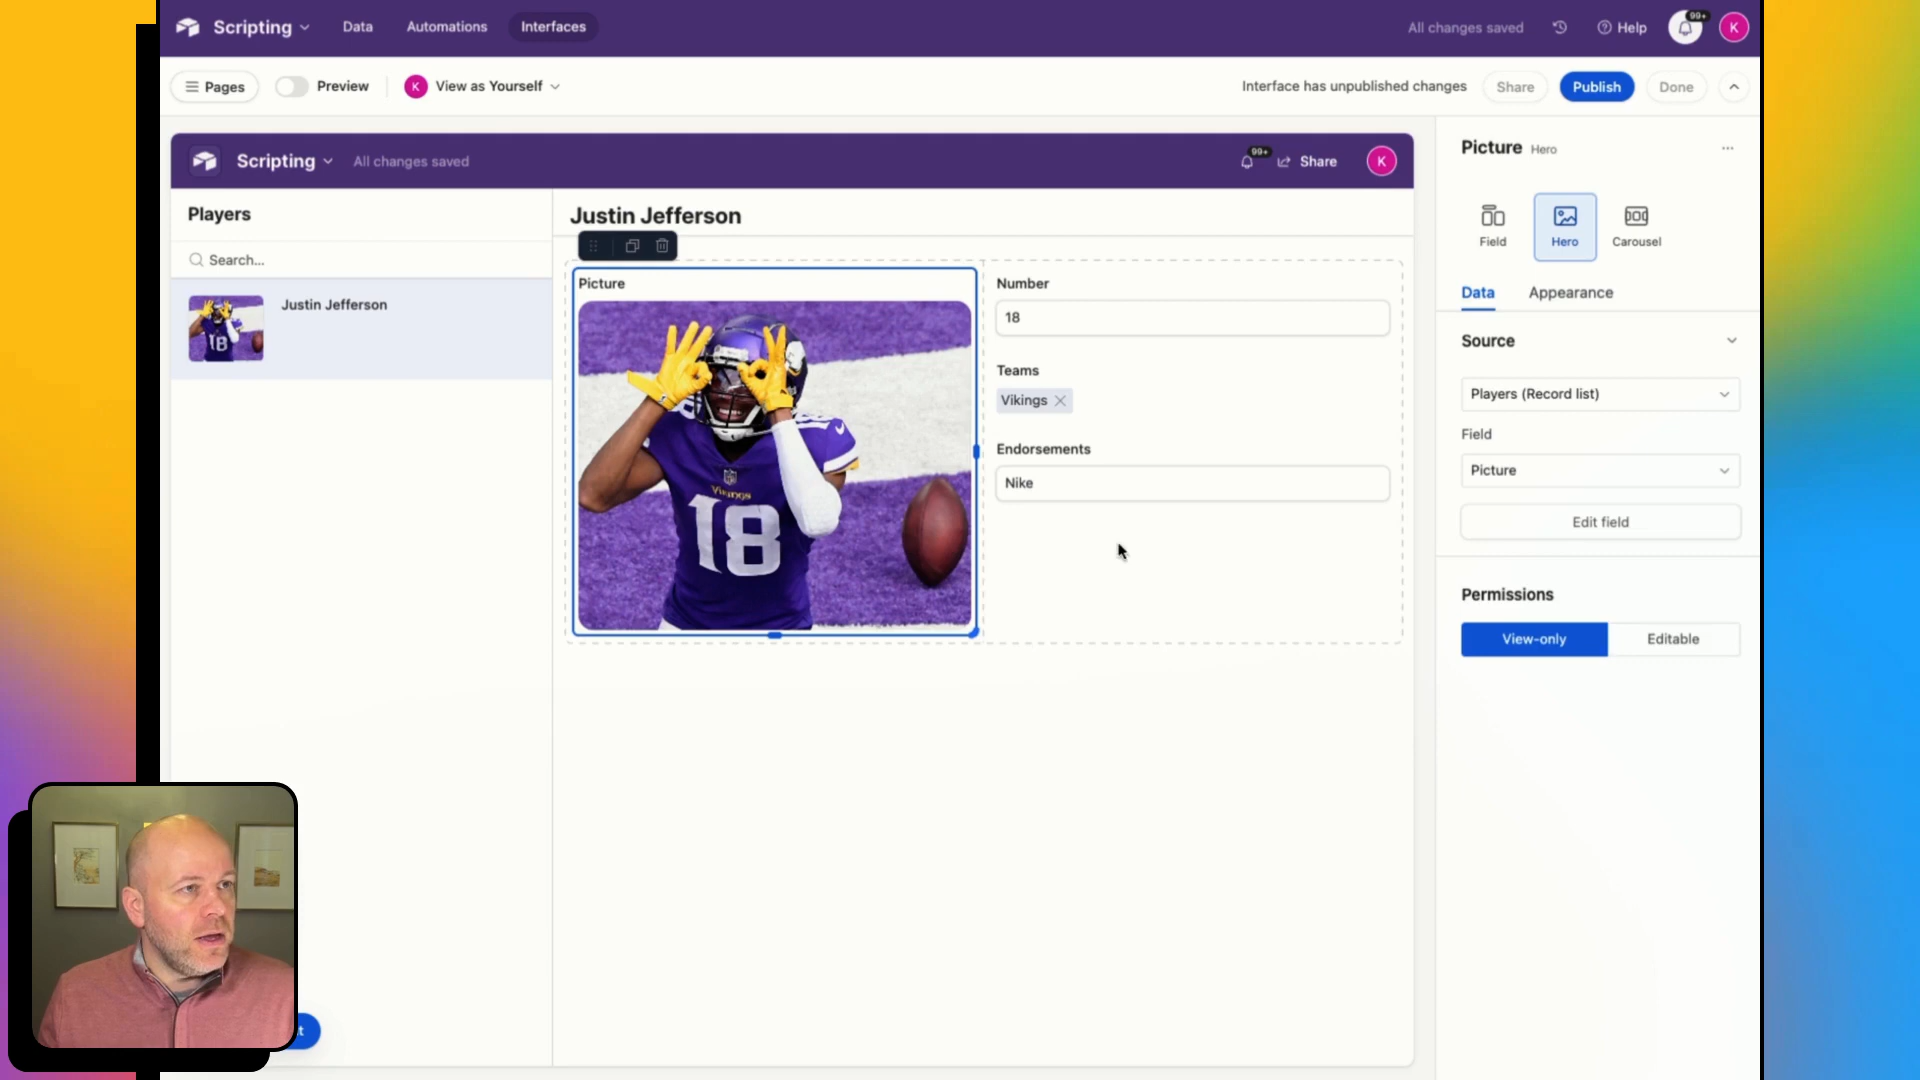 Scripting
Data
Automations
Interfaces
All changes saved
Help
99+
K
Pages
Preview
K
View as Yourself
Interface has unpublished changes
Share
Publish
Done
Scripting
All changes saved
99+
Share
K
Players
Search...
Justin Jefferson
18
Justin Jefferson
Picture
Vikings
18
Number
18
Teams
Vikings
Endorsements
Nike
Picture Hero
Field
Hero
Carousel
Data
Appearance
Source
Players (Record list)
Field
Picture
Edit field
Permissions
View-only
Editable